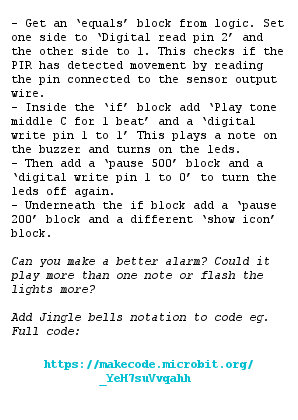 - Get an ‘equals’ block from logic. Set
one side to ‘Digital read pin 2’ and
the other side to 1. This checks if the
PIR has detected movement by reading
the pin connected to the sensor output
wire.
- Inside the ‘if’ block add ‘Play tone
middle C for 1 beat’ and a ‘digital
write pin 1 to 1’ This plays a note on
the buzzer and turns on the leds.
- Then add a ‘pause 500’ block and a
‘digital write pin 1 to 0’ to turn the
leds off again.
- Underneath the if block add a ‘pause
200’ block and a different ‘show icon’
block.
Can you make a better alarm? Could it
play more than one note or flash the
lights more?
Add Jingle bells notation to code eg.
Full code:
https://makecode.microbit.org/
_YeH7suVvqahh